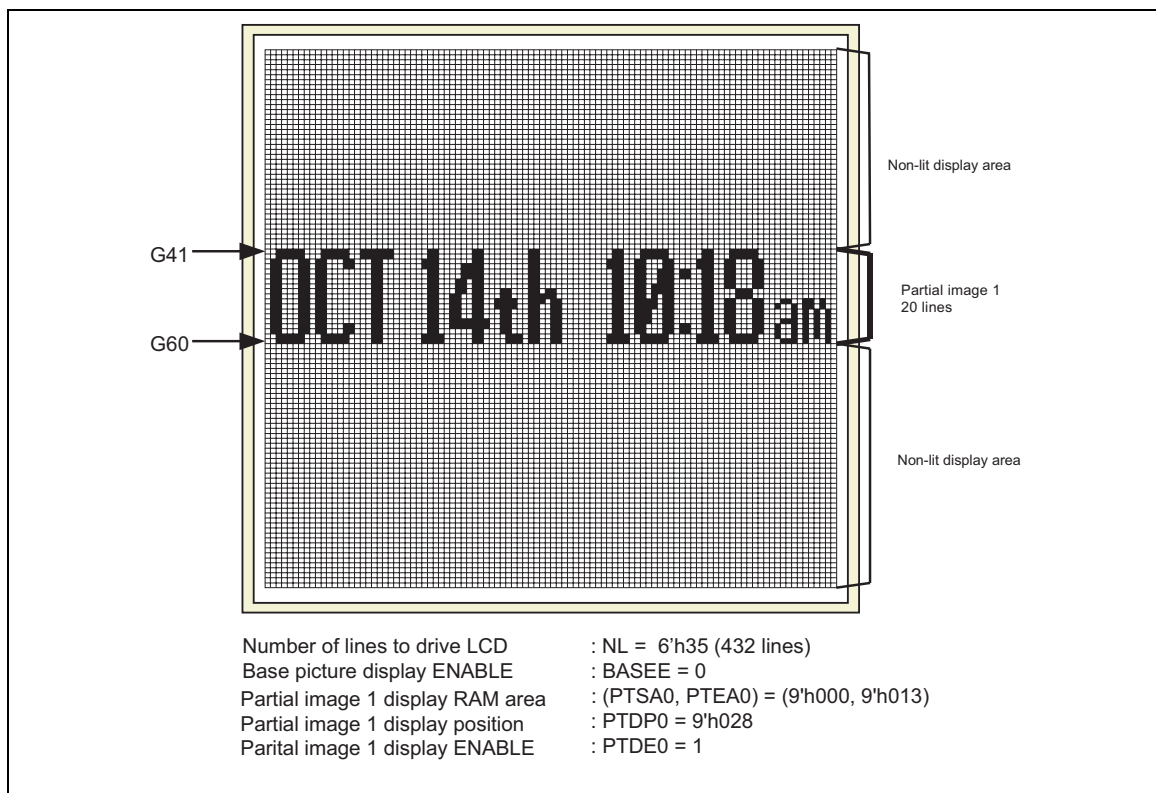 Non-lit display area
G41
OCT 14th 10:18 am
Partial image 1
20 lines
G60
Non-lit display area
Number of lines to drive LCD : NL = 6'h35 (432 lines)
Base picture display ENABLE : BASEE = 0
Partial image 1 display RAM area : (PTSA0, PTEA0) = (9'h000, 9'h013)
Partial image 1 display position : PTDP0 = 9'h028
Parital image 1 display ENABLE : PTDE0 = 1